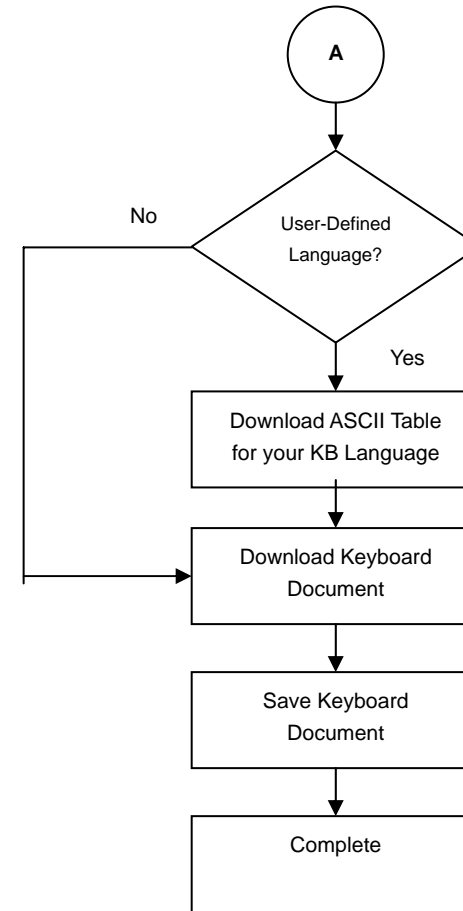 A
User-Defined
Language?
No
Yes
Download ASCII Table
for your KB Language
Download Keyboard
Document
Save Keyboard
Document
Complete